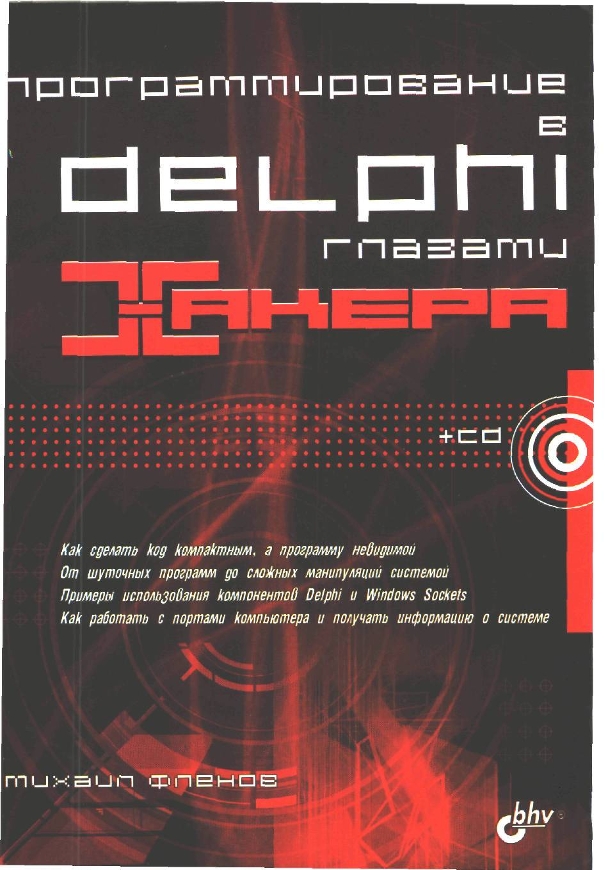 программирование
в
delphi
глазами
Хакера
+cd
Как сделать код компактным, а программу невидимой
От шуточных программ до сложных манипуляций системой
Примеры использования компонентов Delphi и Windows Sockets
Как работать с портами компьютера и получать информацию о системе
михаил фленов
bhv®